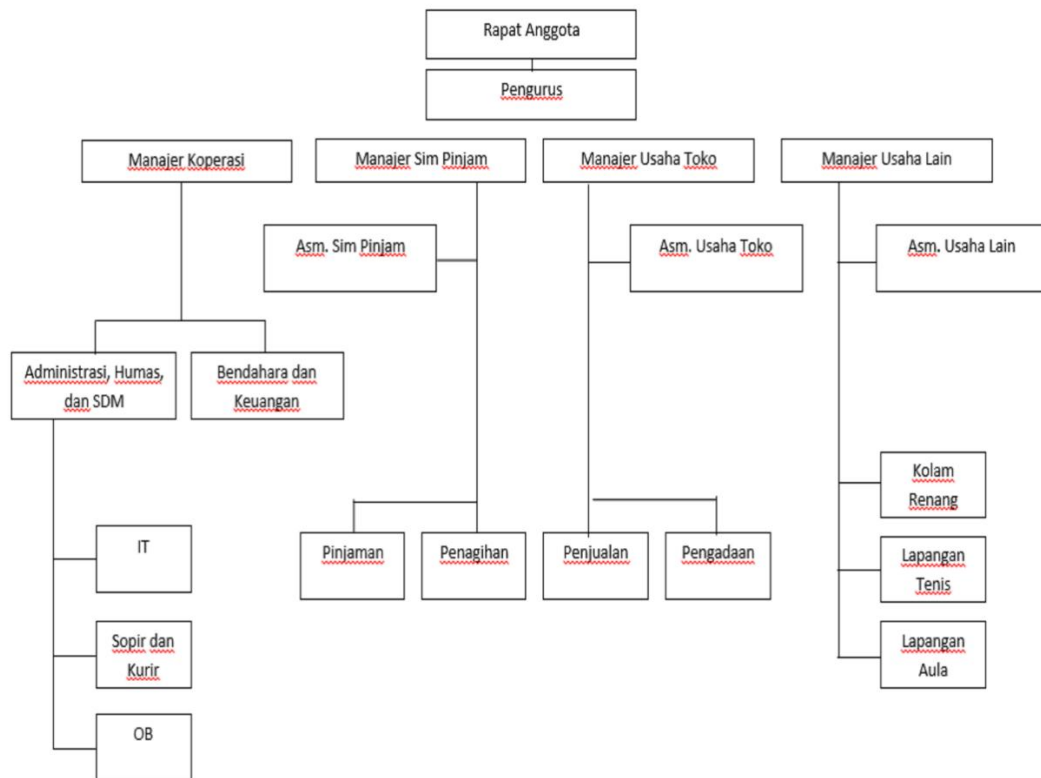 Rapat Anggota
Pengurus
Manajer Koperasi
Manajer Sim Pinjam
Manajer Usaha Toko
Manajer Usaha Lain
Asm. Sim Pinjam
Asm. Usaha Toko
Asm. Usaha Lain
Administrasi, Humas,
dan SDM
Bendahara dan
Keuangan
Kolam
Renang
IT
Pinjaman
Penagihan
Penjualan
Pengadaan
Lapangan
Tenis
Sopir dan
Kurir
Lapangan
Aula
OB